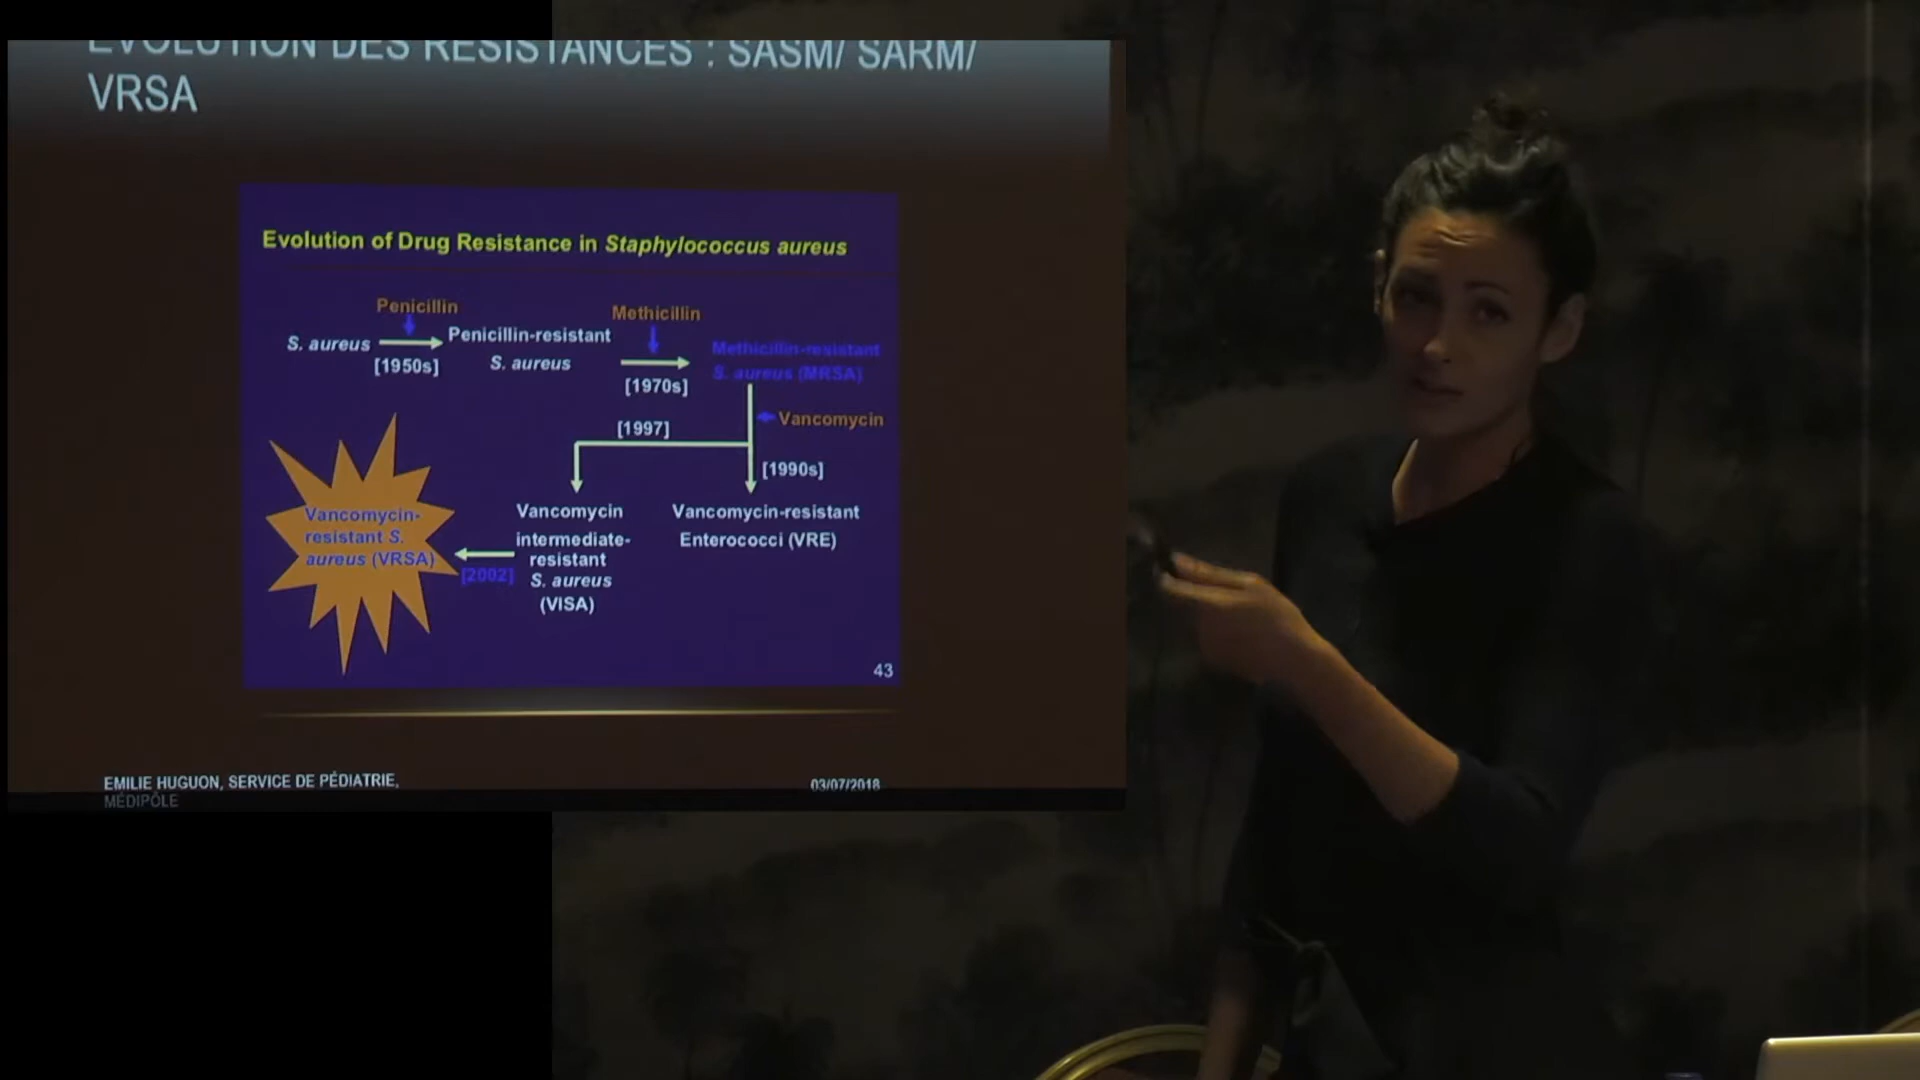 EVOLUTION DES RESISTANCES : SASM/ SARM/
VRSA
Evolution of Drug Resistance in Staphylococcus aureus
Penicillin
Methicillin
S. aureus
Penicillin-resistant
S. aureus
[1950s]
[1970s]
Methicillin-resistant
S. aureus (MRSA)
Vancomycin
[1997]
[1990s]
Vancomycin
intermediate-
resistant
S. aureus
(VISA)
Vancomycin-resistant
Enterococci (VRE)
Vancomycin-
resistant S.
aureus (VRSA)
[2002]
43
EMILIE HUGUON, SERVICE DE PÉDIATRIE,
MÉDIPÔLE
03/07/2018